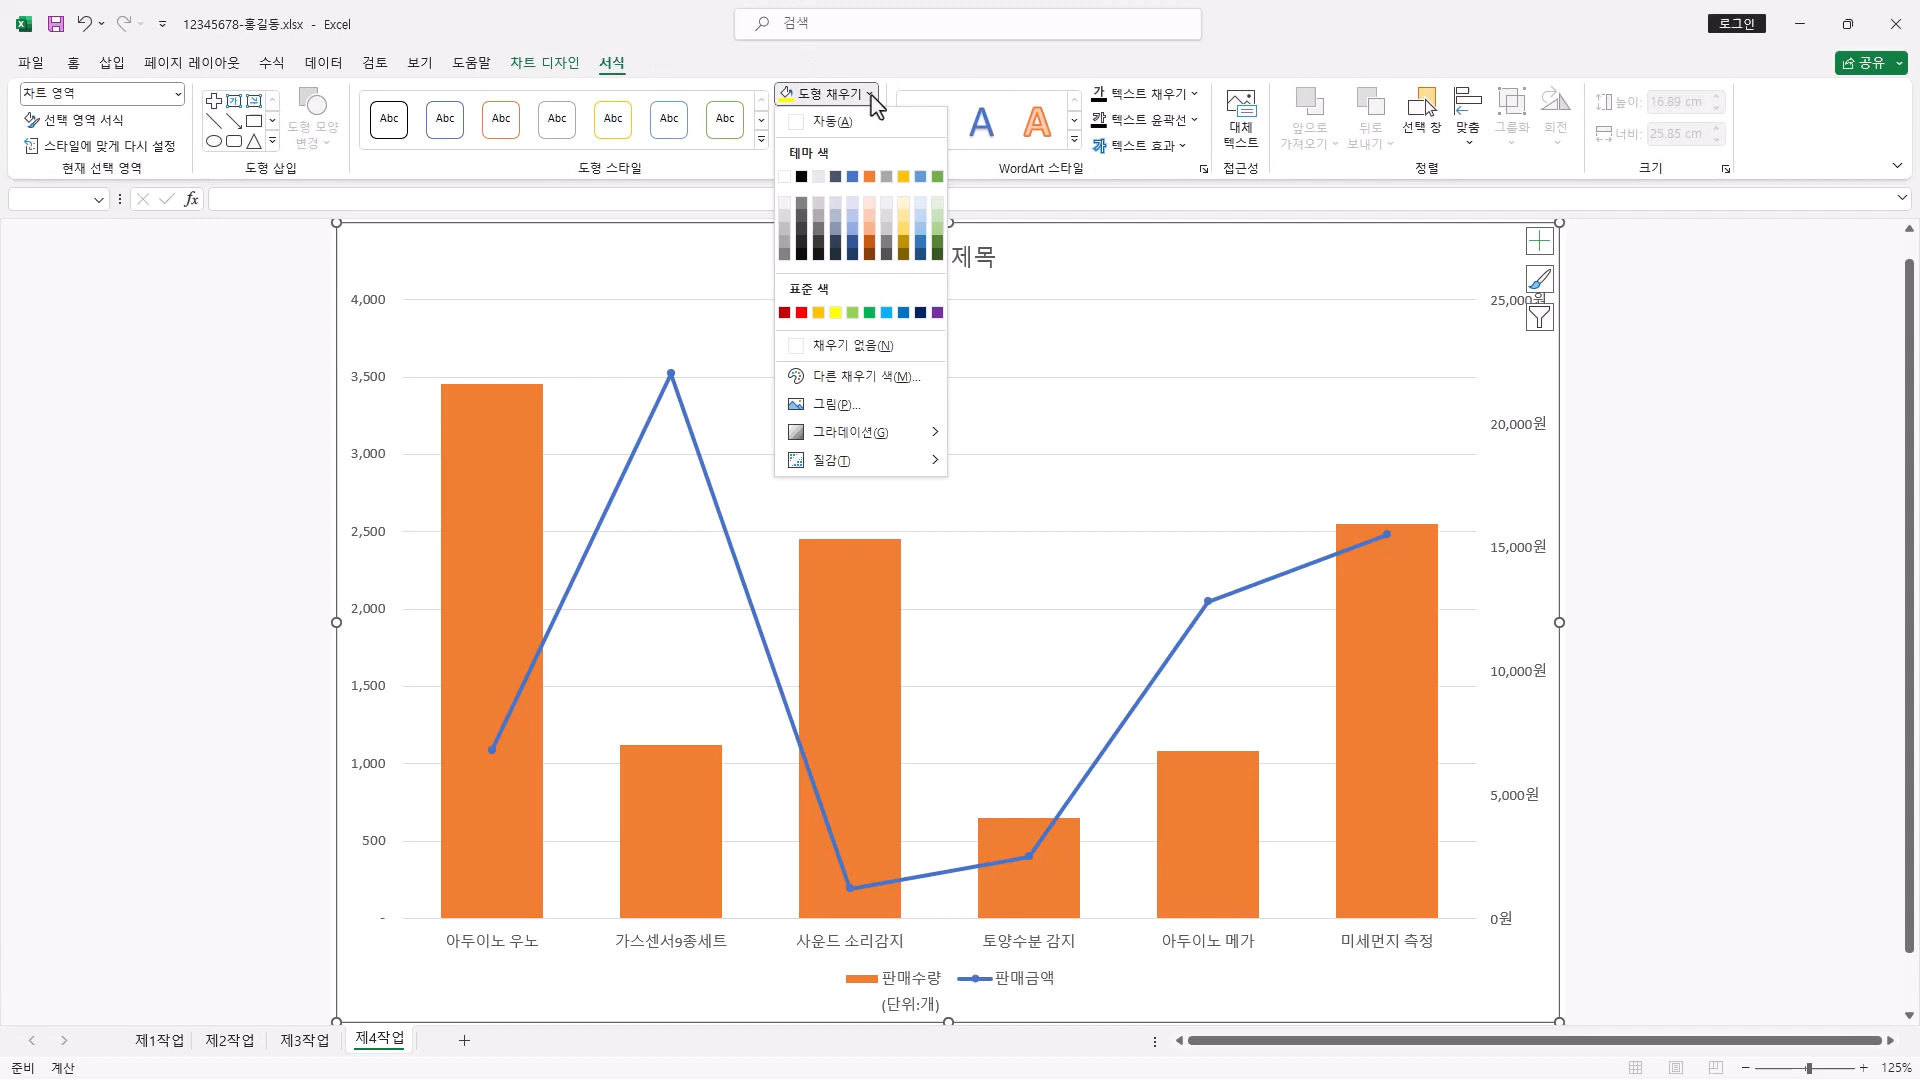 12345678-홍길동.xlsx - Excel
검색
로그인
파일 홈 삽입 페이지 레이아웃 수식 데이터 검토 보기 도움말 차트 디자인 서식
공유
차트 영역
선택 영역 서식
스타일에 맞게 다시 설정
현재 선택 영역
도형 모양
변경
도형 삽입
Abc Abc Abc Abc Abc Abc Abc
도형 스타일
도형 채우기
A A
텍스트 채우기
텍스트 윤곽선
텍스트 효과
WordArt 스타일
대체
텍스트
접근성
앞으로
가져오기
뒤로
보내기
선택 창
맞춤
그룹화
회전
정렬
높이: 16.89 cm
너비: 25.85 cm
크기
fx
자동(A)
테마 색
표준 색
채우기 없음(N)
다른 채우기 색(M)...
그림(P)...
그라데이션(G)
질감(T)
제목
4,000
3,500
3,000
2,500
2,000
1,500
1,000
500
-
25,000원
20,000원
15,000원
10,000원
5,000원
0원
아두이노 우노 가스센서9종세트 사운드 소리감지 토양수분 감지 아두이노 메가 미세먼지 측정
판매수량 판매금액
(단위:개)
제1작업 제2작업 제3작업 제4작업
준비 계산
125%